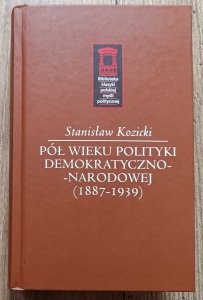 Biblioteka
klasyki
polskiej
myśli
politycznej
Stanisław Kozicki
PÓŁ WIEKU POLITYKI
DEMOKRATYCZNO-
-NARODOWEJ
(1887-1939)